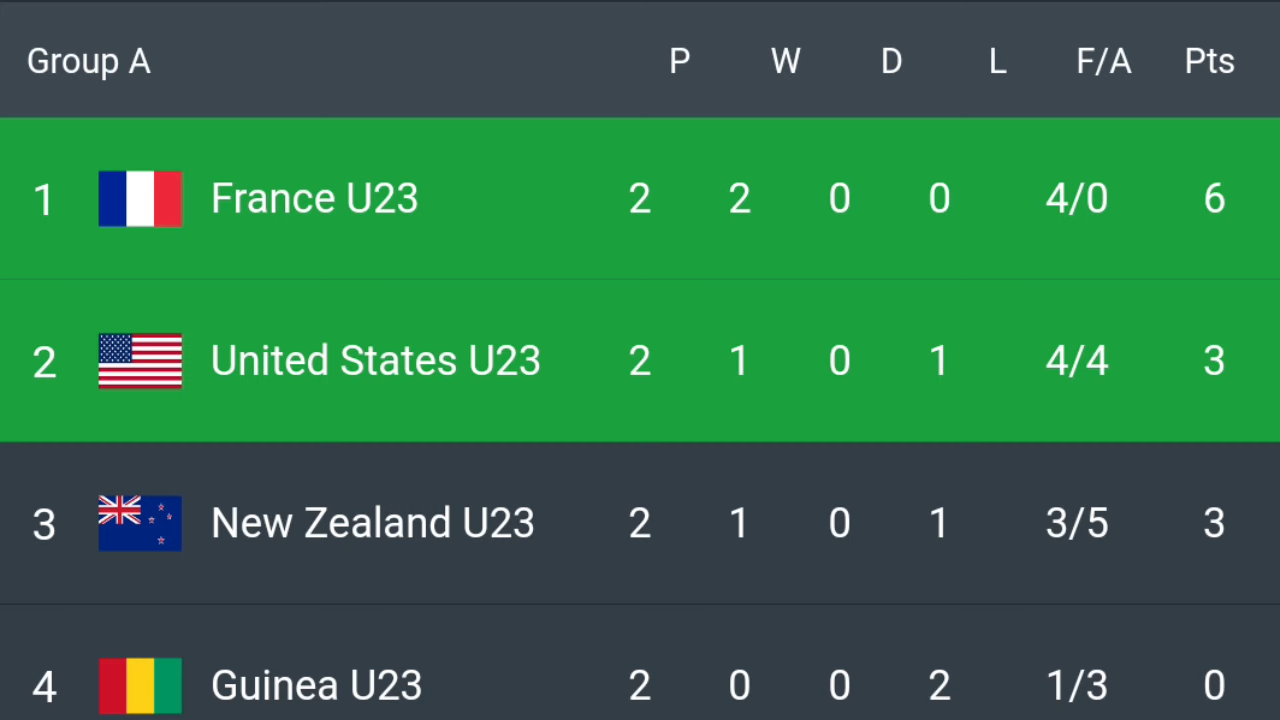 Group A P W D L F/A Pts
1 France U23 2 2 0 0 4/0 6
2 United States U23 2 1 0 1 4/4 3
3 New Zealand U23 2 1 0 1 3/5 3
4 Guinea U23 2 0 0 2 1/3 0